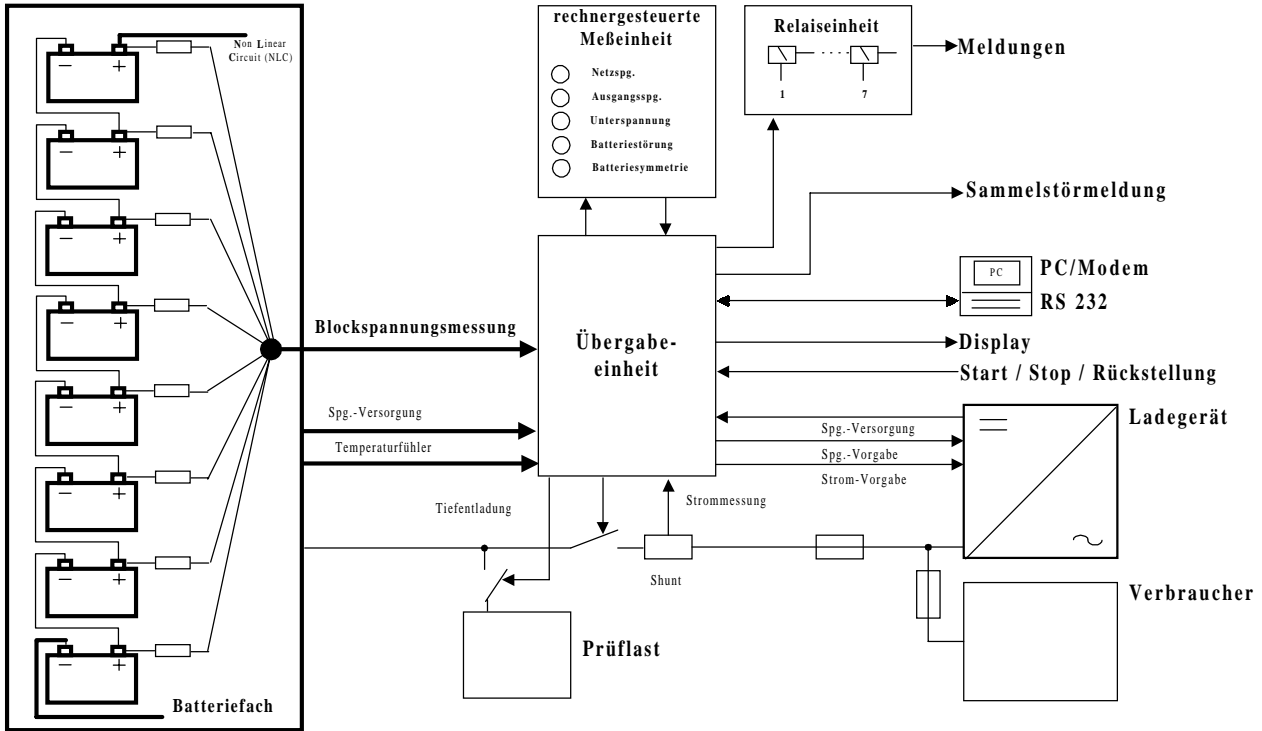 Non Linear
Circuit (NLC)
– +
– +
– +
– +
– +
– +
– +
– +
Batteriefach
rechnergesteuerte
Meßeinheit
Netzspg.
Ausgangsspg.
Unterspannung
Batteriestörung
Batteriesymmetrie
Relaiseinheit
1 7
Meldungen
Sammelstörmeldung
PC
PC/Modem
RS 232
Display
Start / Stop / Rückstellung
Blockspannungsmessung
Übergabe-
einheit
Spg.-Versorgung
Temperaturfühler
Spg.-Versorgung
Spg.-Vorgabe
Strom-Vorgabe
Ladegerät
Tiefentladung
Strommessung
Shunt
Prüflast
Verbraucher